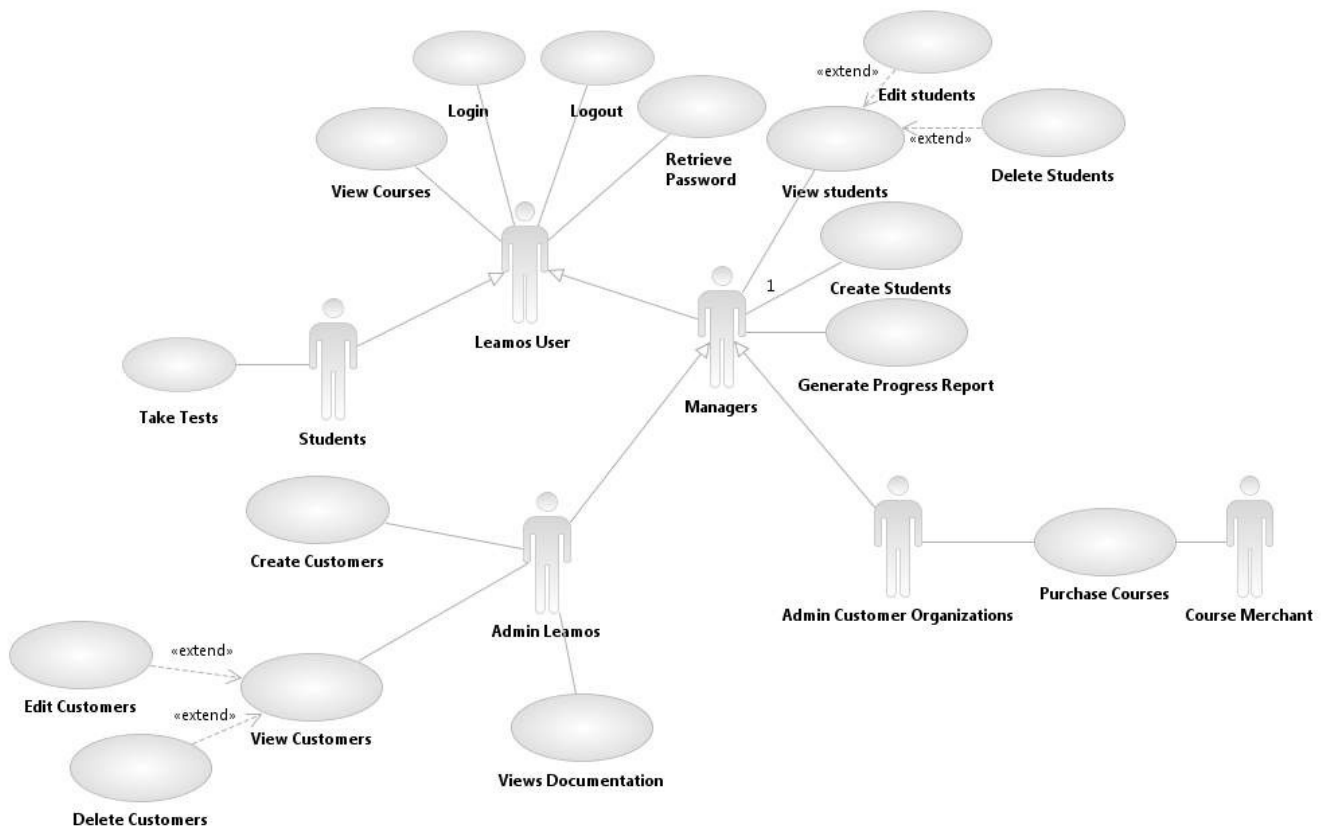 «extend»
Edit students
Login
Logout
«extend»
Retrieve
Password
View Courses
View students
Delete Students
1
Create Students
Leamos User
Generate Progress Report
Managers
Take Tests
Students
Create Customers
Purchase Courses
Admin Leamos
Admin Customer Organizations
Course Merchant
«extend»
Edit Customers
«extend»
View Customers
Views Documentation
Delete Customers